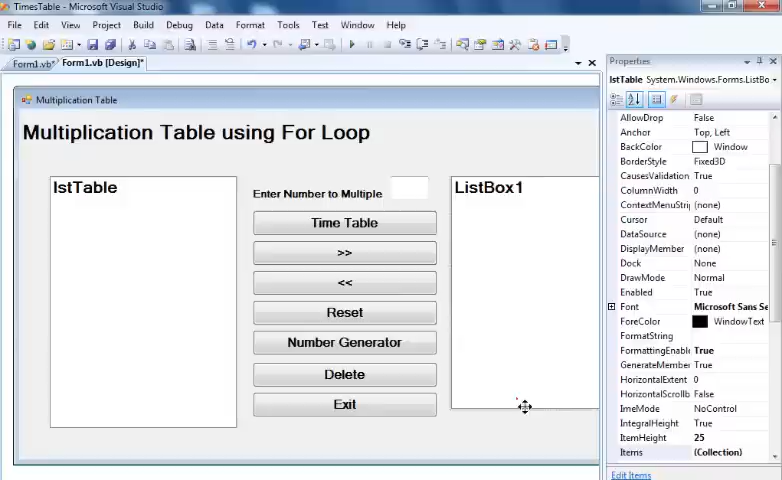 TimesTable - Microsoft Visual Studio
File Edit View Project Build Debug Data Format Tools Test Window Help
Form1.vb* Form1.vb [Design]*
Multiplication Table
Multiplication Table using For Loop
lstTable
Enter Number to Multiple
Time Table
>>
<<
Reset
Number Generator
Delete
Exit
ListBox1
Properties
lstTable System.Windows.Forms.ListBo
AllowDrop False
Anchor Top, Left
BackColor Window
BorderStyle Fixed3D
CausesValidation True
ColumnWidth 0
ContextMenuStri (none)
Cursor Default
DataSource (none)
DisplayMember (none)
Dock None
DrawMode Normal
Enabled True
Font Microsoft Sans Se
ForeColor WindowText
FormatString
FormattingEnable True
GenerateMember True
HorizontalExtent 0
HorizontalScrollb False
ImeMode NoControl
IntegralHeight True
ItemHeight 25
Items (Collection)
Edit Items